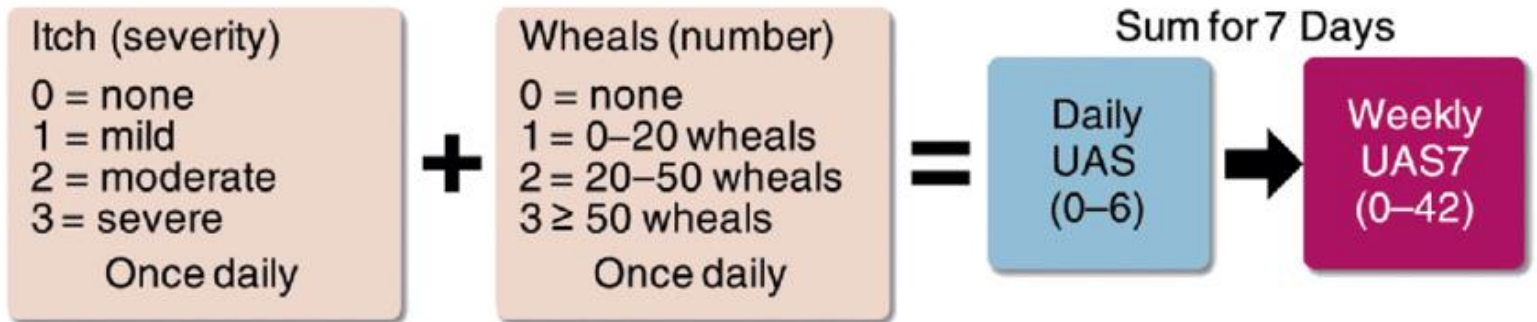 Itch (severity)
0 = none
1 = mild
2 = moderate
3 = severe
Once daily
+
Wheals (number)
0 = none
1 = 0–20 wheals
2 = 20–50 wheals
3 ≥ 50 wheals
Once daily
=
Sum for 7 Days
Daily
UAS
(0–6)
Weekly
UAS7
(0–42)